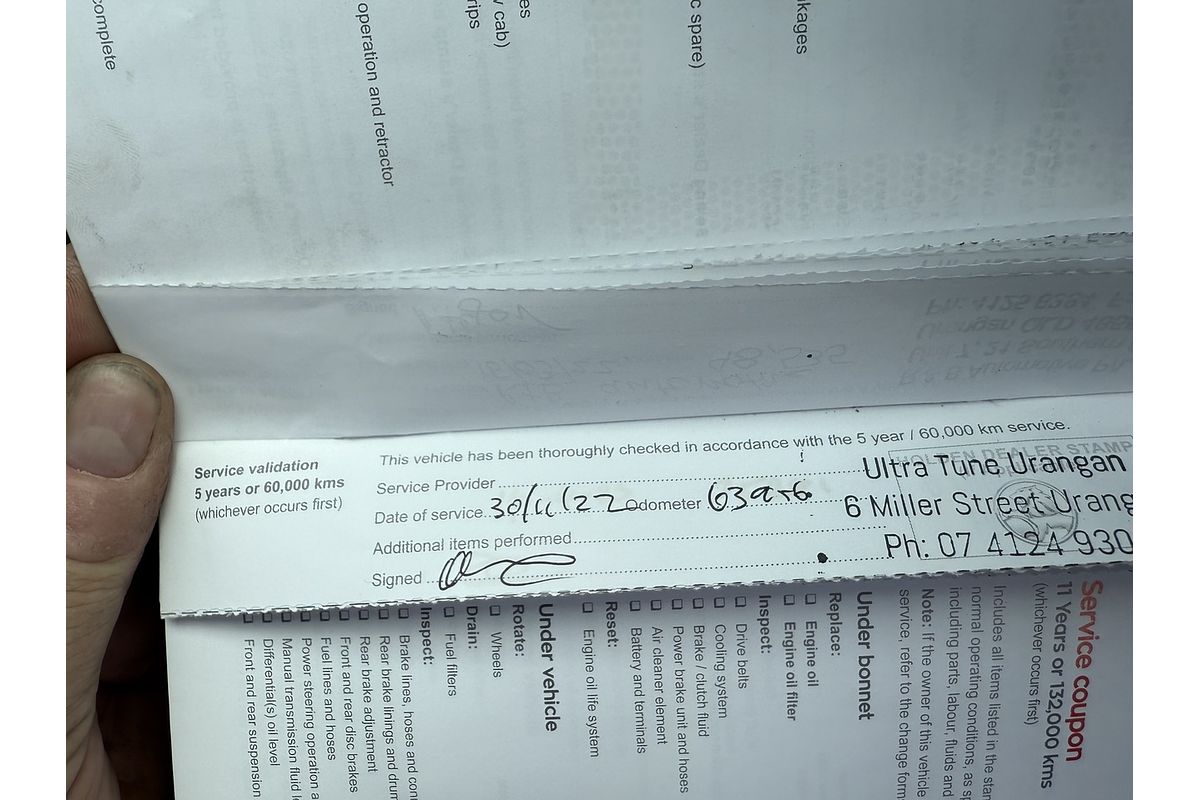 omplete
operation and retractor
rips
v cab)
es
c spare)
kages
Service validation
5 years or 60,000 kms
(whichever occurs first)
This vehicle has been thoroughly checked in accordance with the 5 year / 60,000 km service.
Service Provider
Date of service 30/11/22 Odometer
Additional items performed
Signed
HOLDEN DEALER STAMP
Ultra Tune Urangan
6 Miller Street Urang
Ph: 07 4124 930
Service coupon
11 Years or 132,000 kms
(whichever occurs first)
Includes all items listed in the stan
normal operating conditions, as sp
including parts, labour, fluids and
Note: If the owner of this vehicle
service, refer to the change form
Under bonnet
Replace:
Engine oil
Engine oil filter
Inspect:
Drive belts
Cooling system
Brake / clutch fluid
Power brake unit and hoses
Air cleaner element
Battery and terminals
Reset:
Engine oil life system
Under vehicle
Rotate:
Wheels
Drain:
Fuel filters
Inspect:
Brake lines, hoses and con
Rear brake linings and drum
Rear brake adjustment
Front and rear disc brakes
Fuel lines and hoses
Power steering operation a
Manual transmission fluid l
Differential(s) oil level
Front and rear suspension